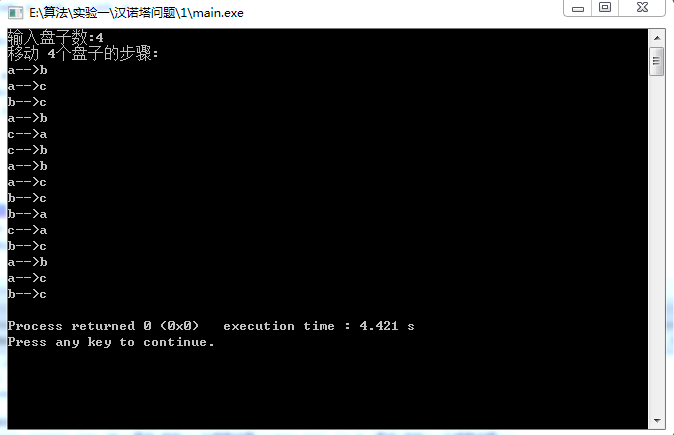 E:\算法\实验一\汉诺塔问题\1\main.exe
输入盘子数:4
移动 4个盘子的步骤:
a-->b
a-->c
b-->c
a-->b
c-->a
c-->b
a-->b
a-->c
b-->c
b-->a
c-->a
b-->c
a-->b
a-->c
b-->c
Process returned 0 (0x0)   execution time : 4.421 s
Press any key to continue.